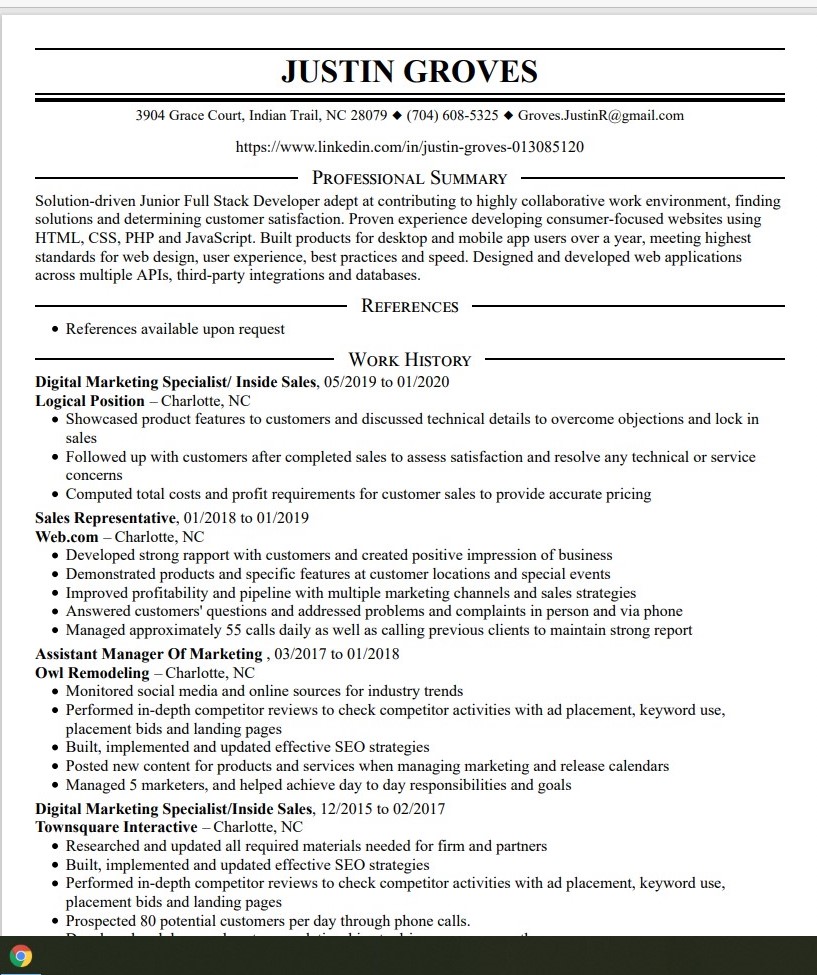 JUSTIN GROVES
3904 Grace Court, Indian Trail, NC 28079 ◆ (704) 608-5325 ◆ Groves.JustinR@gmail.com
https://www.linkedin.com/in/justin-groves-013085120
PROFESSIONAL SUMMARY
Solution-driven Junior Full Stack Developer adept at contributing to highly collaborative work environment, finding
solutions and determining customer satisfaction. Proven experience developing consumer-focused websites using
HTML, CSS, PHP and JavaScript. Built products for desktop and mobile app users over a year, meeting highest
standards for web design, user experience, best practices and speed. Designed and developed web applications
across multiple APIs, third-party integrations and databases.
REFERENCES
• References available upon request
WORK HISTORY
Digital Marketing Specialist/ Inside Sales, 05/2019 to 01/2020
Logical Position – Charlotte, NC
• Showcased product features to customers and discussed technical details to overcome objections and lock in
sales
• Followed up with customers after completed sales to assess satisfaction and resolve any technical or service
concerns
• Computed total costs and profit requirements for customer sales to provide accurate pricing
Sales Representative, 01/2018 to 01/2019
Web.com – Charlotte, NC
• Developed strong rapport with customers and created positive impression of business
• Demonstrated products and specific features at customer locations and special events
• Improved profitability and pipeline with multiple marketing channels and sales strategies
• Answered customers' questions and addressed problems and complaints in person and via phone
• Managed approximately 55 calls daily as well as calling previous clients to maintain strong report
Assistant Manager Of Marketing , 03/2017 to 01/2018
Owl Remodeling – Charlotte, NC
• Monitored social media and online sources for industry trends
• Performed in-depth competitor reviews to check competitor activities with ad placement, keyword use,
placement bids and landing pages
• Built, implemented and updated effective SEO strategies
• Posted new content for products and services when managing marketing and release calendars
• Managed 5 marketers, and helped achieve day to day responsibilities and goals
Digital Marketing Specialist/Inside Sales, 12/2015 to 02/2017
Townsquare Interactive – Charlotte, NC
• Researched and updated all required materials needed for firm and partners
• Built, implemented and updated effective SEO strategies
• Performed in-depth competitor reviews to check competitor activities with ad placement, keyword use,
placement bids and landing pages
• Prospected 80 potential customers per day through phone calls.